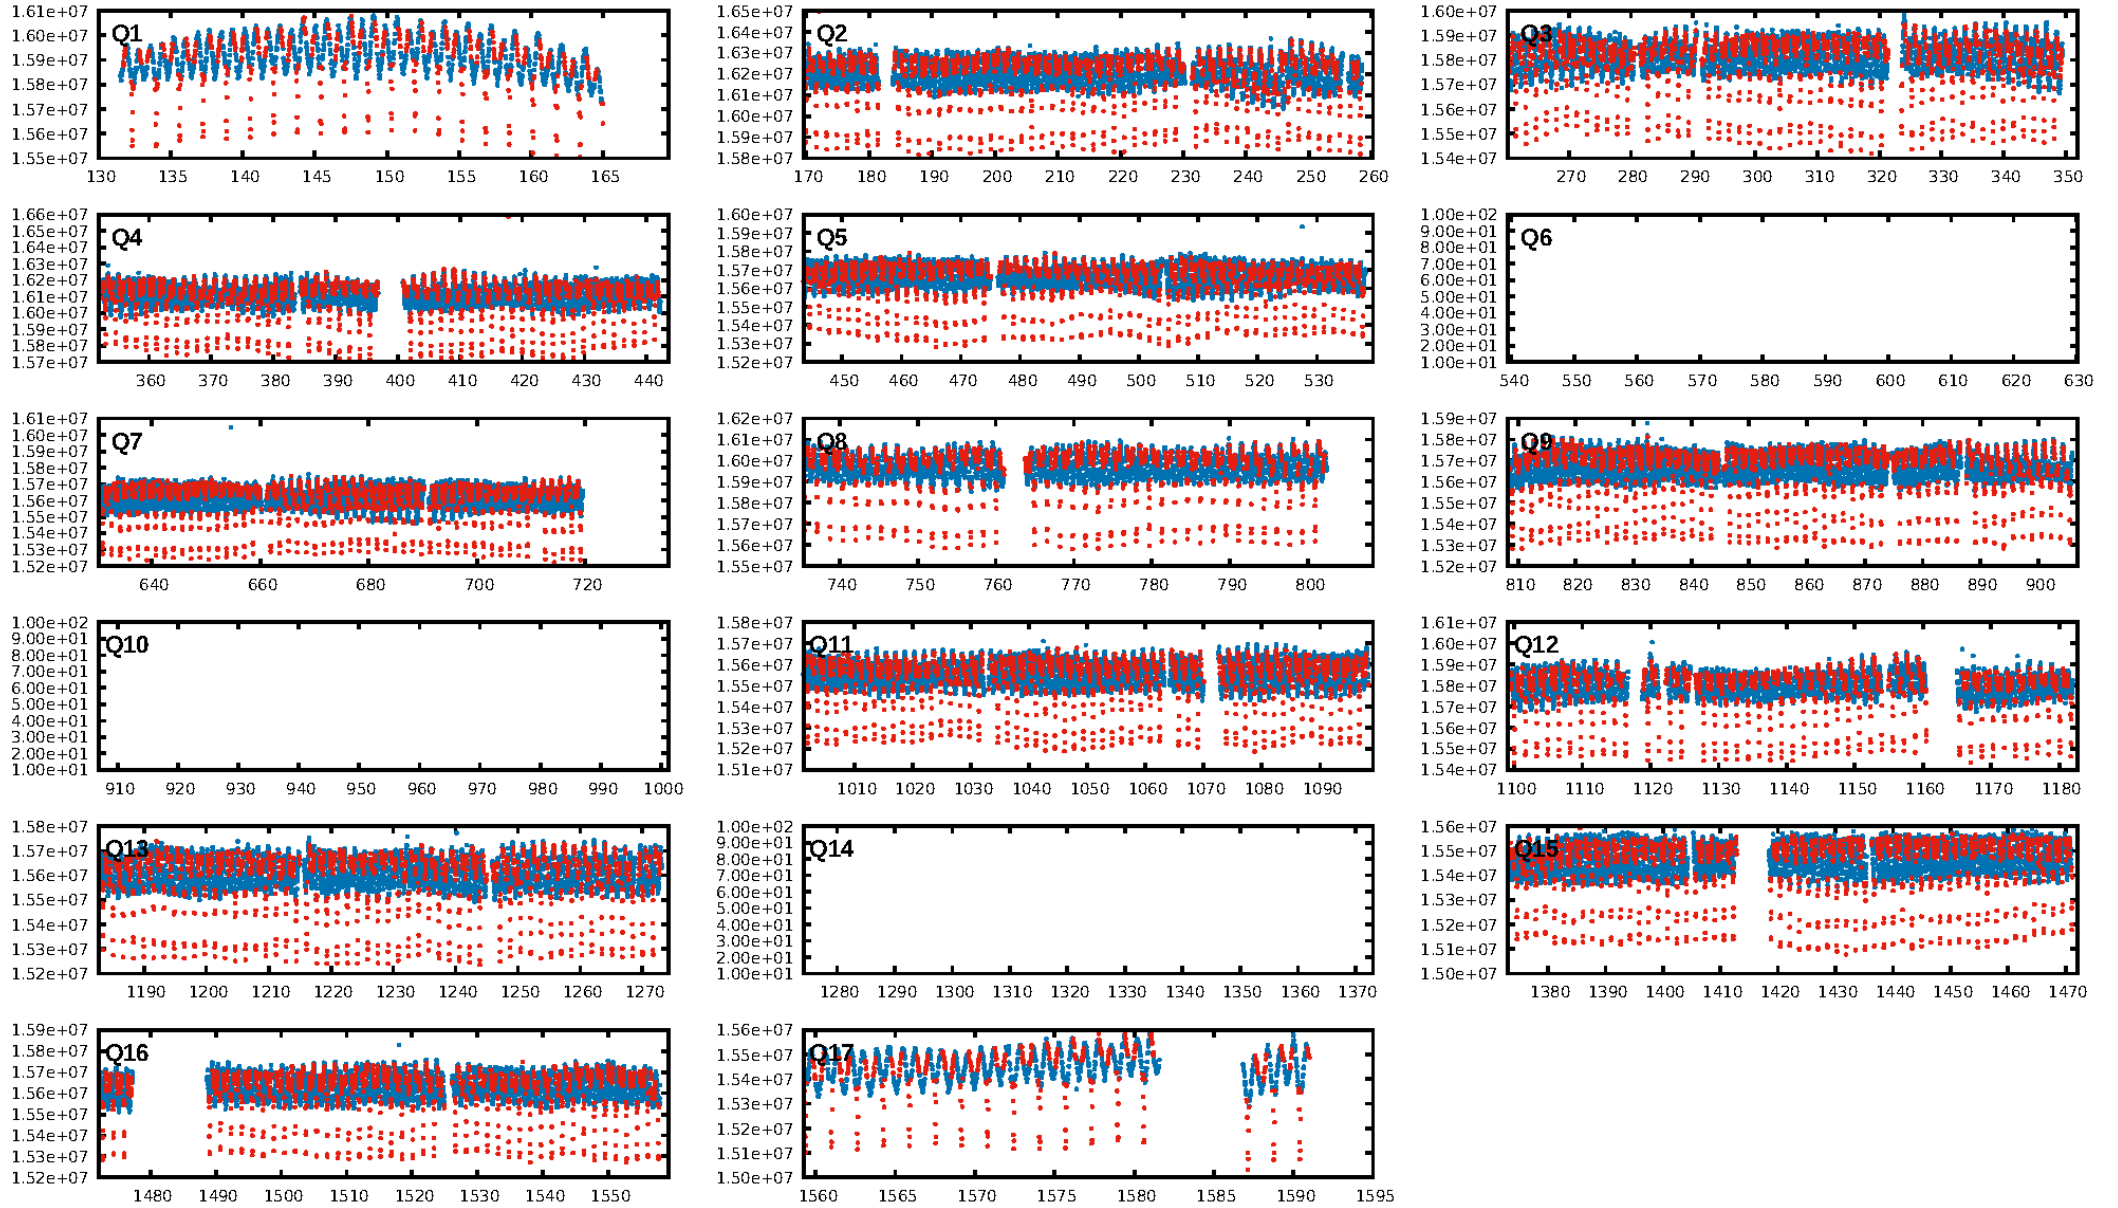 Q1
1.61e+07
1.60e+07
1.59e+07
1.58e+07
1.57e+07
1.56e+07
1.55e+07
130 135 140 145 150 155 160 165
Q2
1.65e+07
1.64e+07
1.63e+07
1.62e+07
1.61e+07
1.60e+07
1.59e+07
1.58e+07
170 180 190 200 210 220 230 240 250 260
Q3
1.60e+07
1.59e+07
1.58e+07
1.57e+07
1.56e+07
1.55e+07
1.54e+07
270 280 290 300 310 320 330 340 350
Q4
1.66e+07
1.65e+07
1.64e+07
1.63e+07
1.62e+07
1.61e+07
1.60e+07
1.59e+07
1.58e+07
1.57e+07
360 370 380 390 400 410 420 430 440
Q5
1.60e+07
1.59e+07
1.58e+07
1.57e+07
1.56e+07
1.55e+07
1.54e+07
1.53e+07
1.52e+07
450 460 470 480 490 500 510 520 530
Q6
1.00e+02
9.00e+01
8.00e+01
7.00e+01
6.00e+01
5.00e+01
4.00e+01
3.00e+01
2.00e+01
1.00e+01
540 550 560 570 580 590 600 610 620 630
Q7
1.61e+07
1.60e+07
1.59e+07
1.58e+07
1.57e+07
1.56e+07
1.55e+07
1.54e+07
1.53e+07
1.52e+07
640 660 680 700 720
Q8
1.62e+07
1.61e+07
1.60e+07
1.59e+07
1.58e+07
1.57e+07
1.56e+07
1.55e+07
740 750 760 770 780 790 800
Q9
1.59e+07
1.58e+07
1.57e+07
1.56e+07
1.55e+07
1.54e+07
1.53e+07
1.52e+07
810 820 830 840 850 860 870 880 890 900
Q10
1.00e+02
9.00e+01
8.00e+01
7.00e+01
6.00e+01
5.00e+01
4.00e+01
3.00e+01
2.00e+01
1.00e+01
910 920 930 940 950 960 970 980 990 1000
Q11
1.58e+07
1.57e+07
1.56e+07
1.55e+07
1.54e+07
1.53e+07
1.52e+07
1.51e+07
1010 1020 1030 1040 1050 1060 1070 1080 1090
Q12
1.61e+07
1.60e+07
1.59e+07
1.58e+07
1.57e+07
1.56e+07
1.55e+07
1.54e+07
1100 1110 1120 1130 1140 1150 1160 1170 1180
Q13
1.58e+07
1.57e+07
1.56e+07
1.55e+07
1.54e+07
1.53e+07
1.52e+07
1190 1200 1210 1220 1230 1240 1250 1260 1270
Q14
1.00e+02
9.00e+01
8.00e+01
7.00e+01
6.00e+01
5.00e+01
4.00e+01
3.00e+01
2.00e+01
1.00e+01
1280 1290 1300 1310 1320 1330 1340 1350 1360 1370
Q15
1.56e+07
1.55e+07
1.54e+07
1.53e+07
1.52e+07
1.51e+07
1.50e+07
1380 1390 1400 1410 1420 1430 1440 1450 1460 1470
Q16
1.59e+07
1.58e+07
1.57e+07
1.56e+07
1.55e+07
1.54e+07
1.53e+07
1.52e+07
1480 1490 1500 1510 1520 1530 1540 1550
Q17
1.56e+07
1.55e+07
1.54e+07
1.53e+07
1.52e+07
1.51e+07
1.50e+07
1560 1565 1570 1575 1580 1585 1590 1595